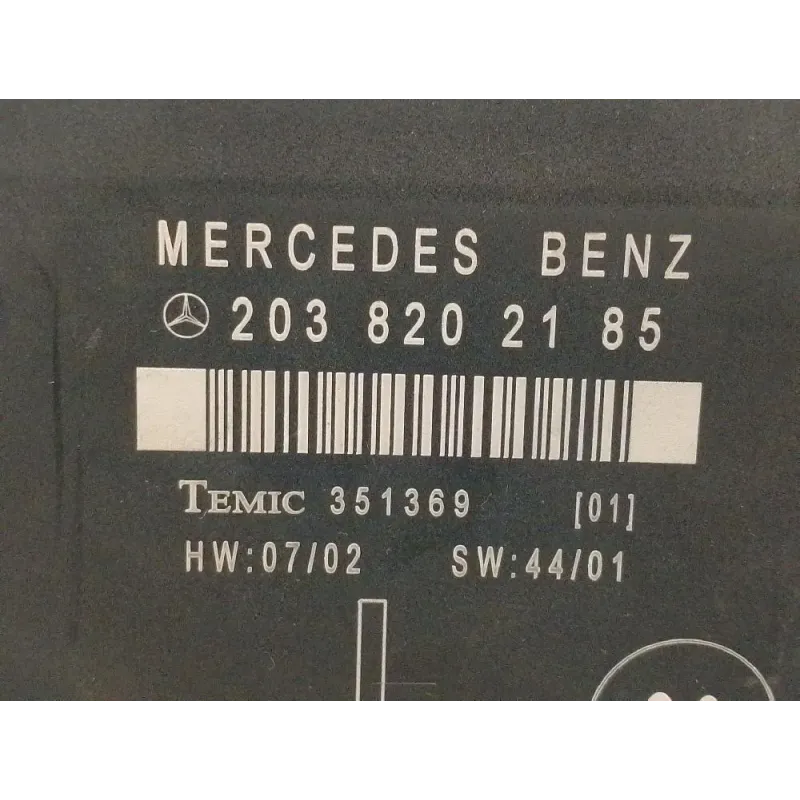 MERCEDES BENZ
203 820 21 85
TEMIC 351369 [01]
HW:07/02 SW:44/01